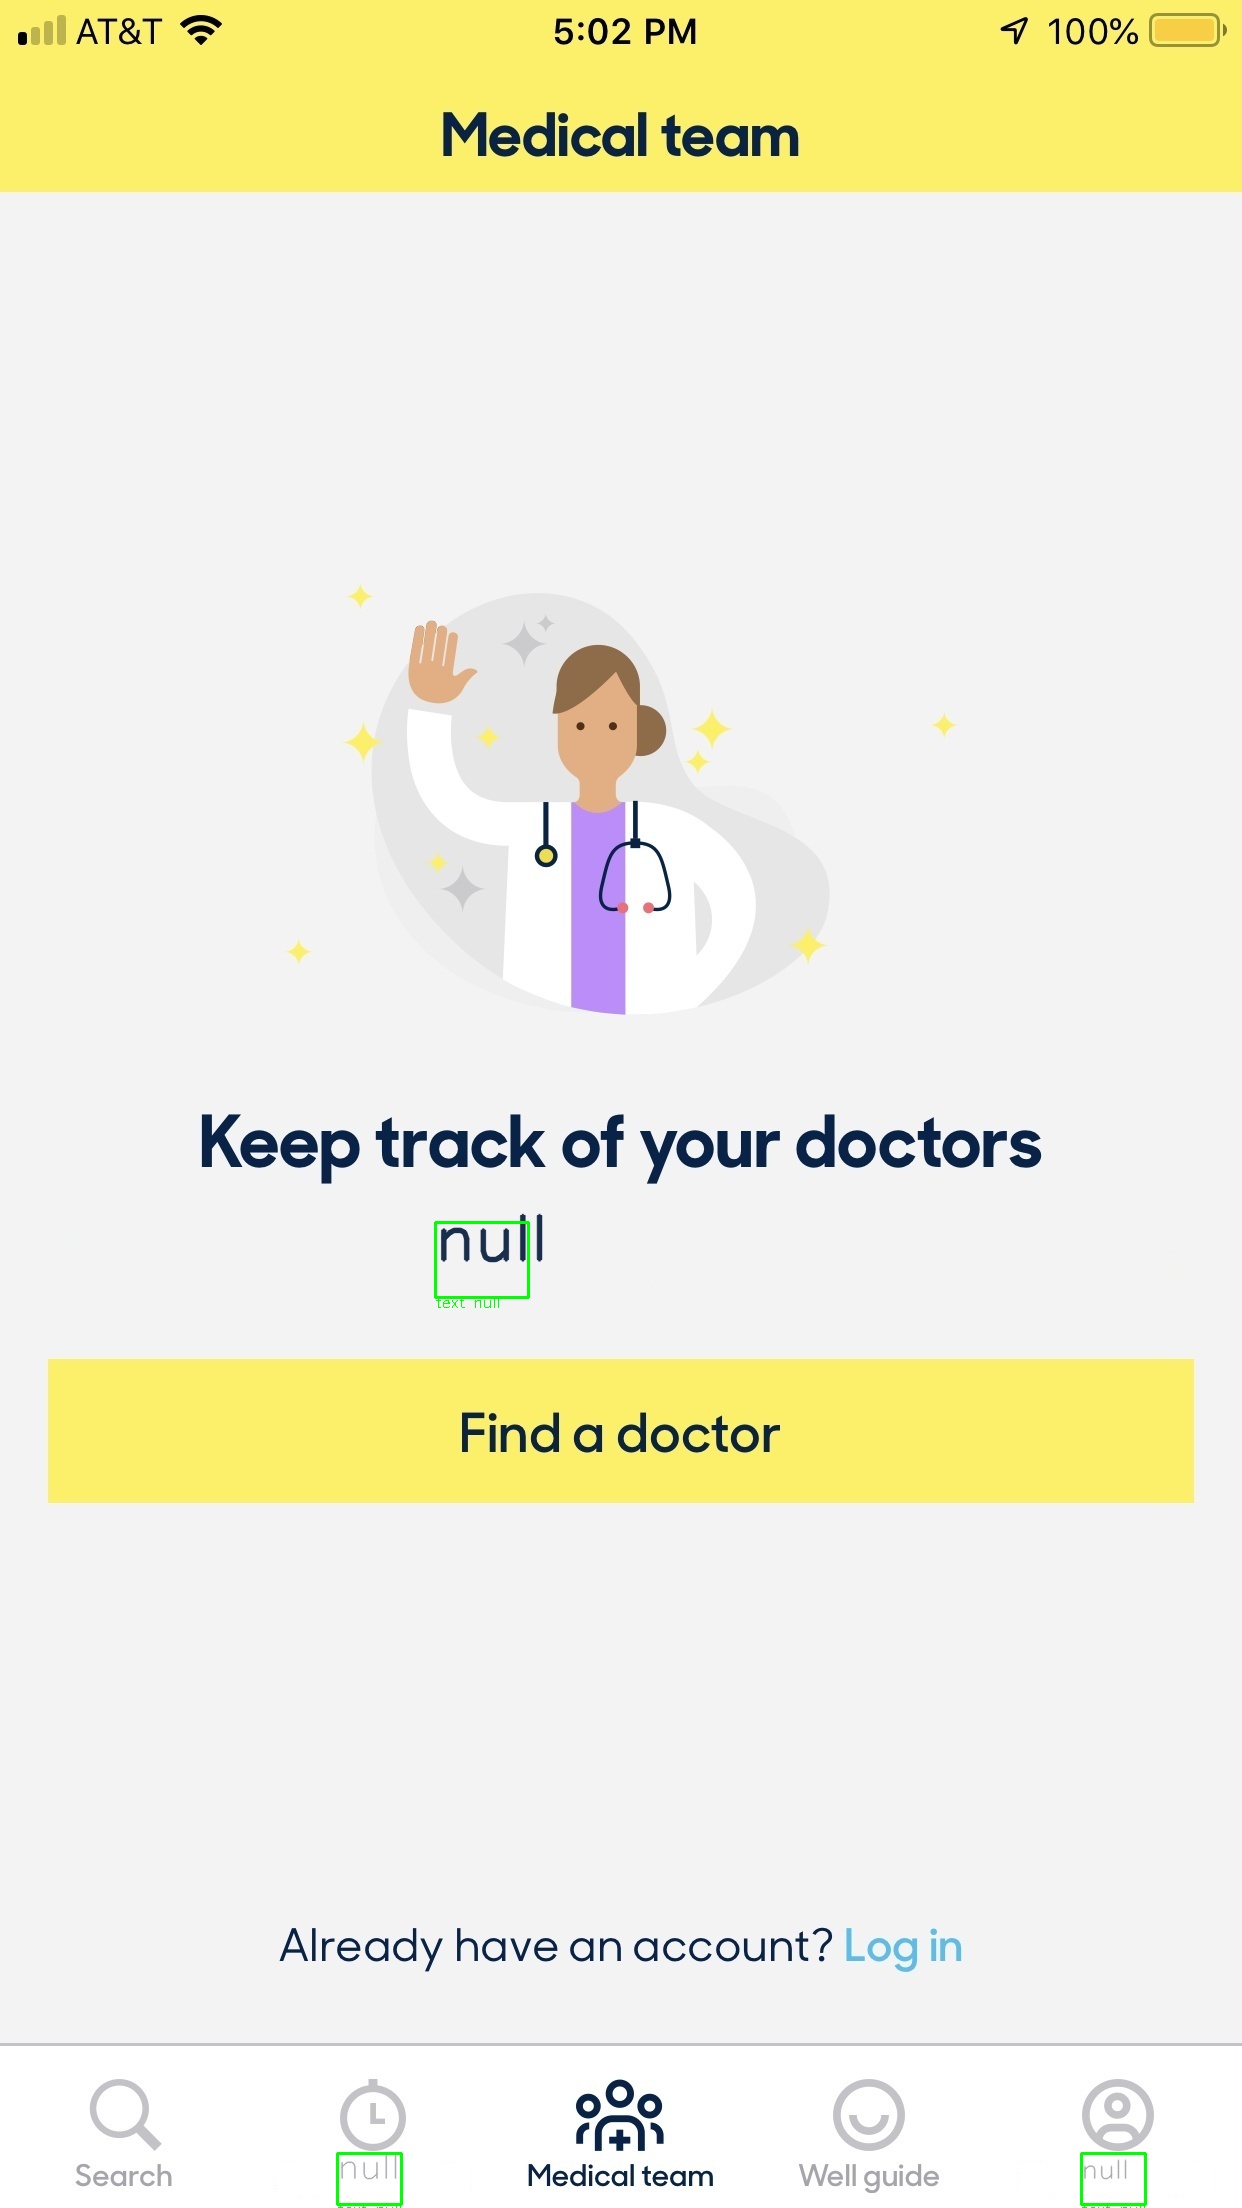 AT&T 5:02 PM 100%
Medical team
Keep track of your doctors
null
text null
Find a doctor
Already have an account? Log in
Search null Medical team Well guide null